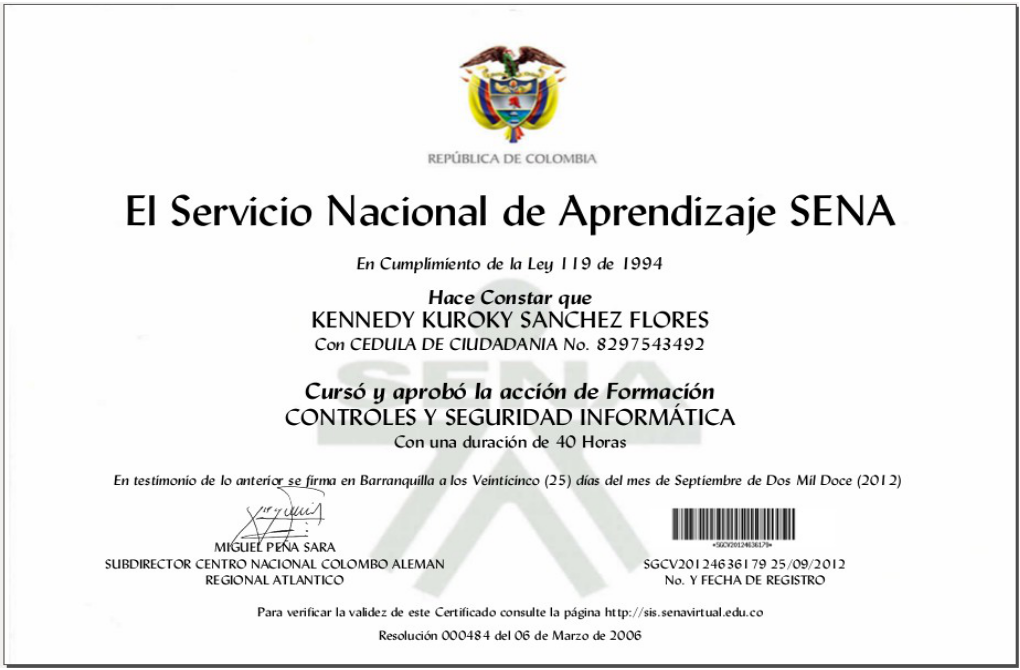 REPÚBLICA DE COLOMBIA
El Servicio Nacional de Aprendizaje SENA
En Cumplimiento de la Ley 119 de 1994
Hace Constar que
KENNEDY KUROKY SANCHEZ FLORES
Con CEDULA DE CIUDADANIA No. 8297543492
SENA
Cursó y aprobó la acción de Formación
CONTROLES Y SEGURIDAD INFORMÁTICA
Con una duración de 40 Horas
En testimonio de lo anterior se firma en Barranquilla a los Veinticinco (25) días del mes de Septiembre de Dos Mil Doce (2012)
*SGCV20124636179*
MIGUEL PEÑA SARA
SUBDIRECTOR CENTRO NACIONAL COLOMBO ALEMAN
REGIONAL ATLANTICO
SGCV20124636179 25/09/2012
No. Y FECHA DE REGISTRO
Para verificar la validez de este Certificado consulte la página http://sis.senavirtual.edu.co
Resolución 000484 del 06 de Marzo de 2006